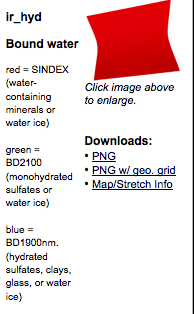 ir_hyd
Bound water
red = SINDEX
(water-
containing
minerals or
water ice)
green =
BD2100
(monohydrated
sulfates or
water ice)
blue =
BD1900nm.
(hydrated
sulfates, clays,
glass, or water
ice)
Click image above
to enlarge.
Downloads:
• PNG
• PNG w/ geo. grid
• Map/Stretch Info